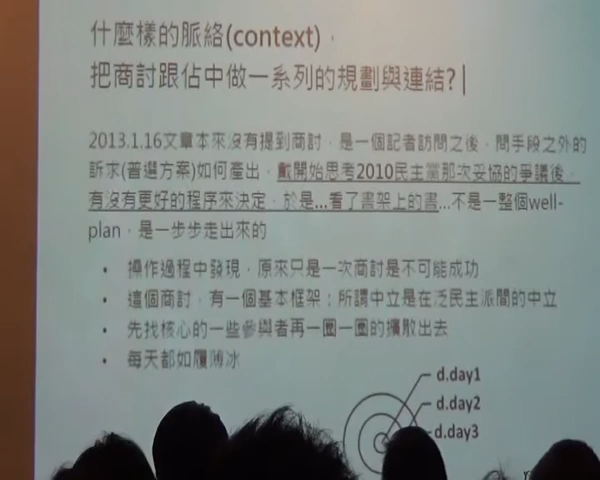 什麼樣的脈絡(context)，
把商討跟佔中做一系列的規劃與連結?
2013.1.16文章本來沒有提到商討，是一個記者訪問之後，問手段之外的
訴求(普選方案)如何產出，戴開始思考2010民主黨那次妥協的爭議後，
有沒有更好的程序來決定，於是...看了書架上的書...不是一整個well-
plan，是一步步走出來的
• 操作過程中發現，原來只是一次商討是不可能成功
• 這個商討，有一個基本框架：所謂中立是在泛民主派間的中立
• 先找核心的一些參與者再一圈一圈的擴散出去
• 每天都如履薄冰
d.day1
d.day2
d.day3